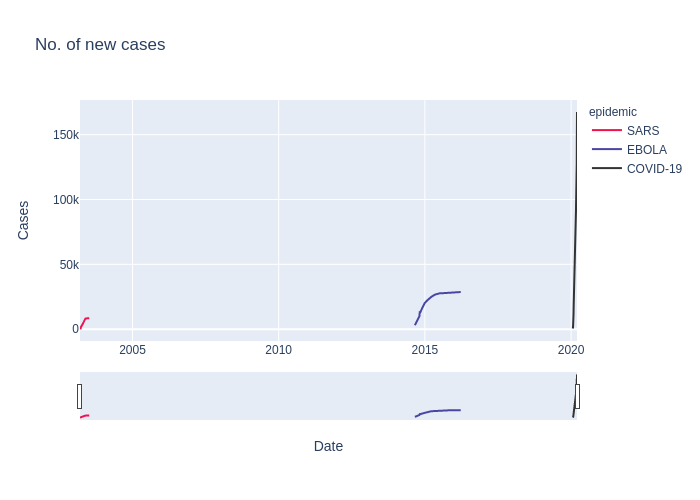 No. of new cases
epidemic
SARS
EBOLA
COVID-19
150k
100k
50k
0
Cases
2005
2010
2015
2020
Date